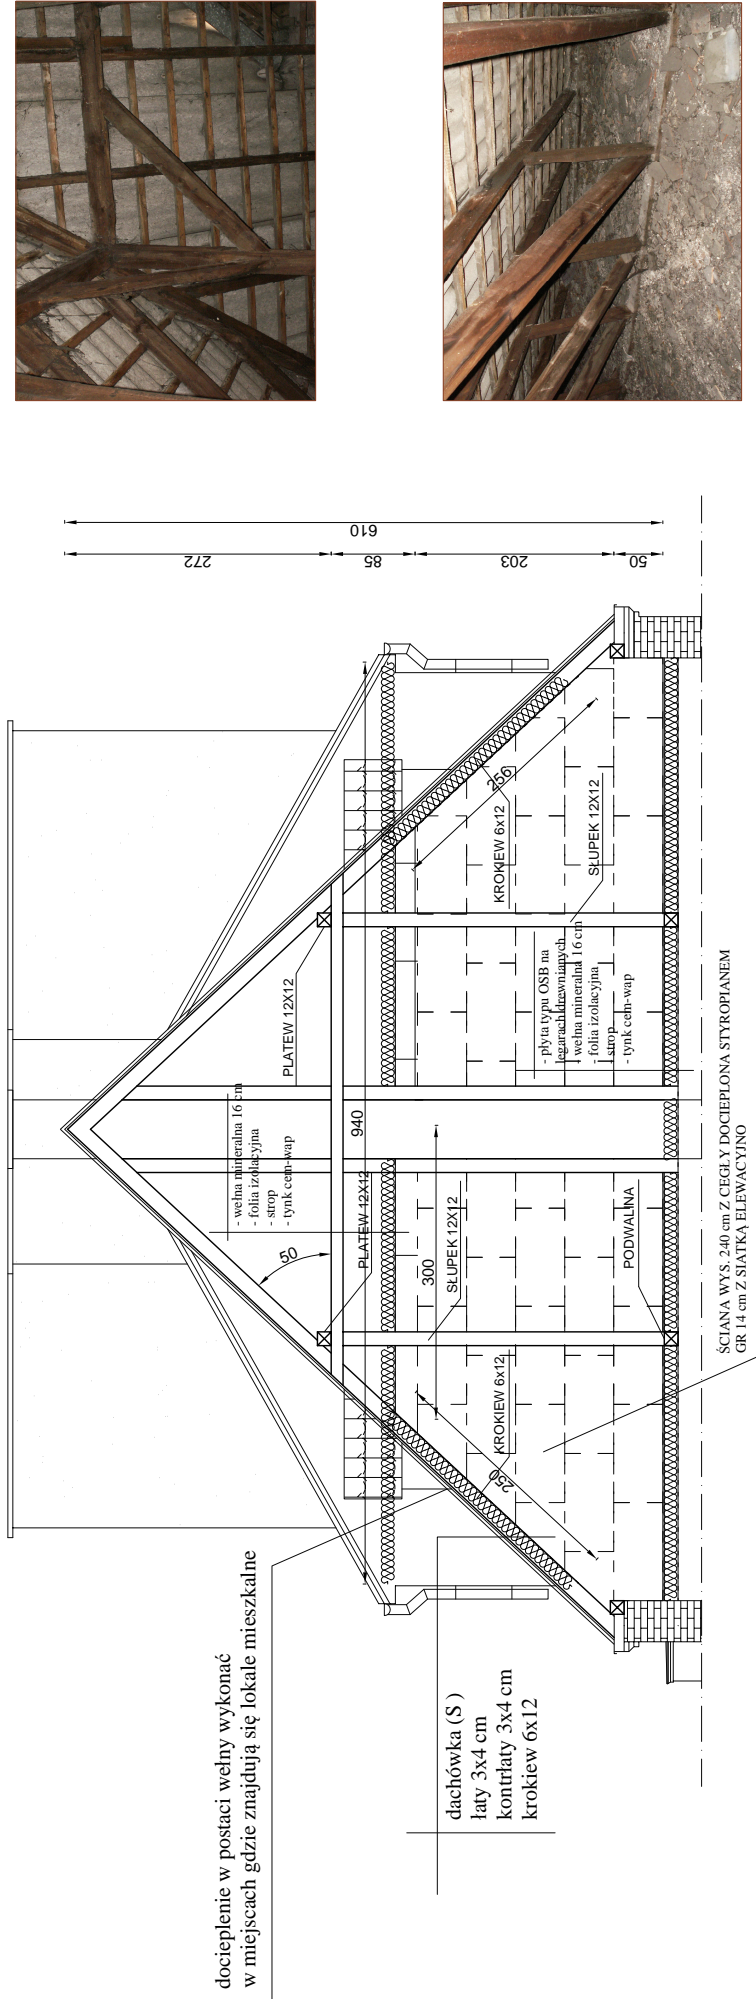 610
272
85
203
50
dachówka (S )
łaty 3x4 cm
kontrłaty 3x4 cm
krokiew 6x12
docieplenie w postaci wełny wykonać
w miejscach gdzie znajdują się lokale mieszkalne
- wełna mineralna 16 cm
- folia izolacyjna
- strop
- tynk cem-wap
50
PLATEW 12X12
PLATEW 12X12
940
300
SŁUPEK 12X12
KROKIEW 6x12
250
PODWALINA
KROKIEW 6x12
256
SŁUPEK 12X12
- płyta typu OSB na
legarach drewnianych
- wełna mineralna 16 cm
- folia izolacyjna
- strop
- tynk cem-wap
ŚCIANA WYS. 240 cm Z CEGŁY DOCIEPLONA STYROPIANEM
GR 14 cm Z SIATKĄ ELEWACYJNO